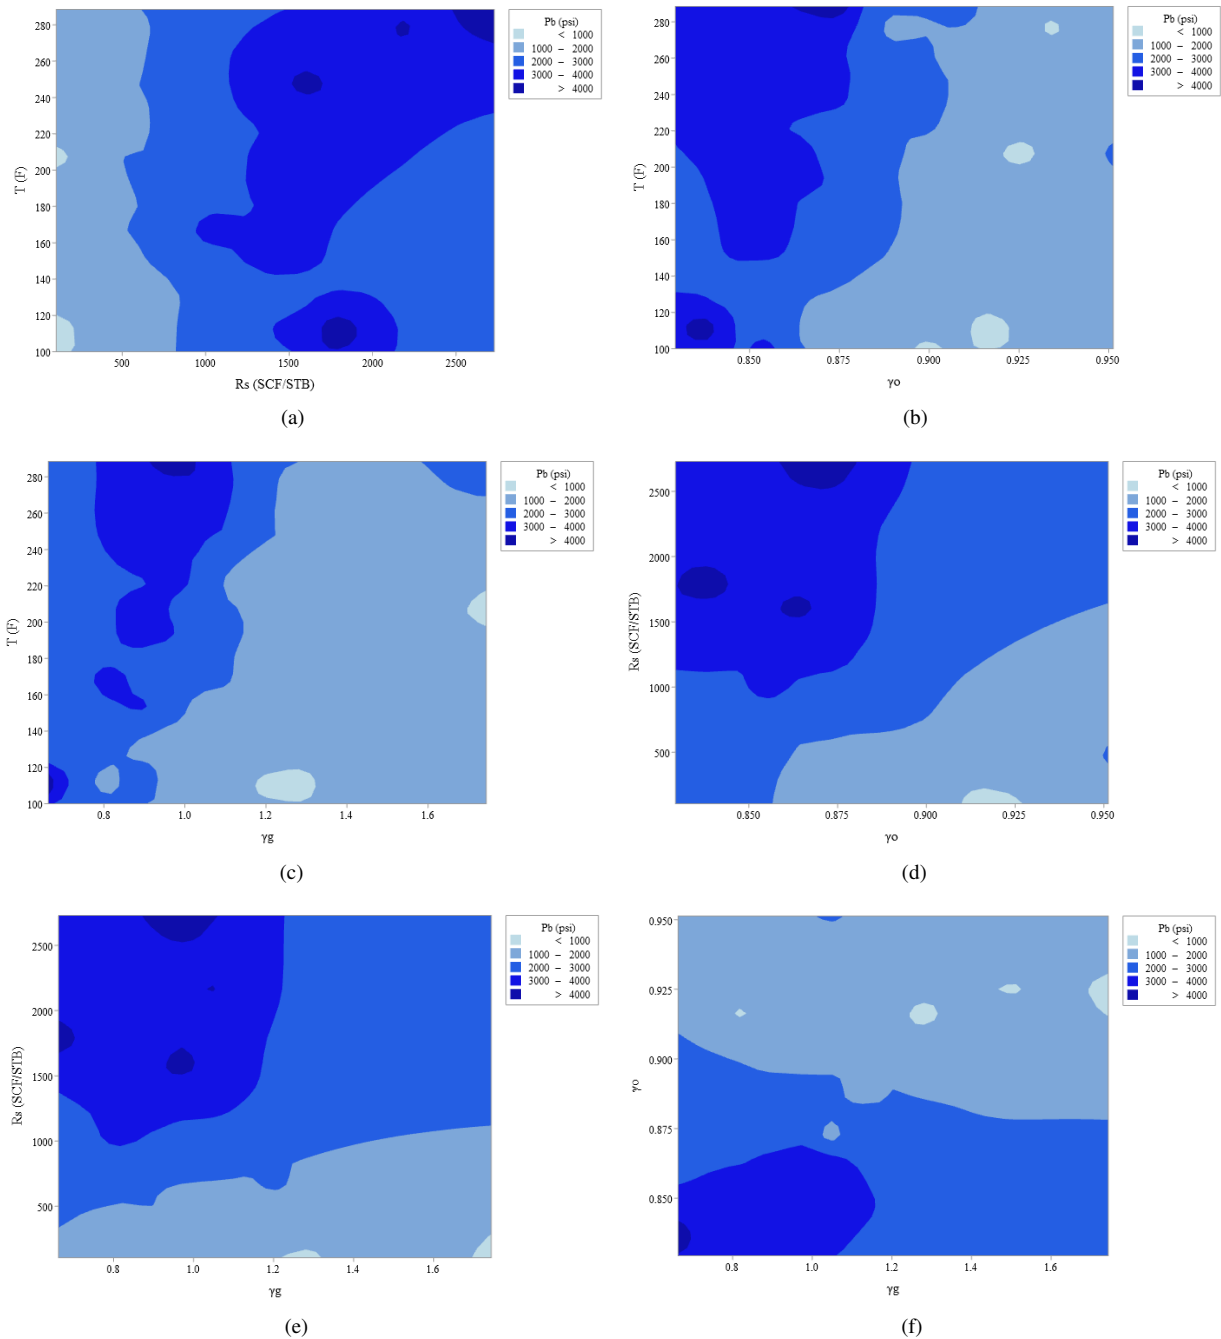 Pb (psi)
< 1000
1000 – 2000
2000 – 3000
3000 – 4000
> 4000
T (F)
280
260
240
220
200
180
160
140
120
100
500
1000
1500
2000
2500
Rs (SCF/STB)
(a)
Pb (psi)
< 1000
1000 – 2000
2000 – 3000
3000 – 4000
> 4000
T (F)
280
260
240
220
200
180
160
140
120
100
0.850
0.875
0.900
0.925
0.950
γo
(b)
Pb (psi)
< 1000
1000 – 2000
2000 – 3000
3000 – 4000
> 4000
T (F)
280
260
240
220
200
180
160
140
120
100
0.8
1.0
1.2
1.4
1.6
γg
(c)
Pb (psi)
< 1000
1000 – 2000
2000 – 3000
3000 – 4000
> 4000
Rs (SCF/STB)
2500
2000
1500
1000
500
0.850
0.875
0.900
0.925
0.950
γo
(d)
Pb (psi)
< 1000
1000 – 2000
2000 – 3000
3000 – 4000
> 4000
Rs (SCF/STB)
2500
2000
1500
1000
500
0.8
1.0
1.2
1.4
1.6
γg
(e)
Pb (psi)
< 1000
1000 – 2000
2000 – 3000
3000 – 4000
> 4000
γo
0.950
0.925
0.900
0.875
0.850
0.8
1.0
1.2
1.4
1.6
γg
(f)